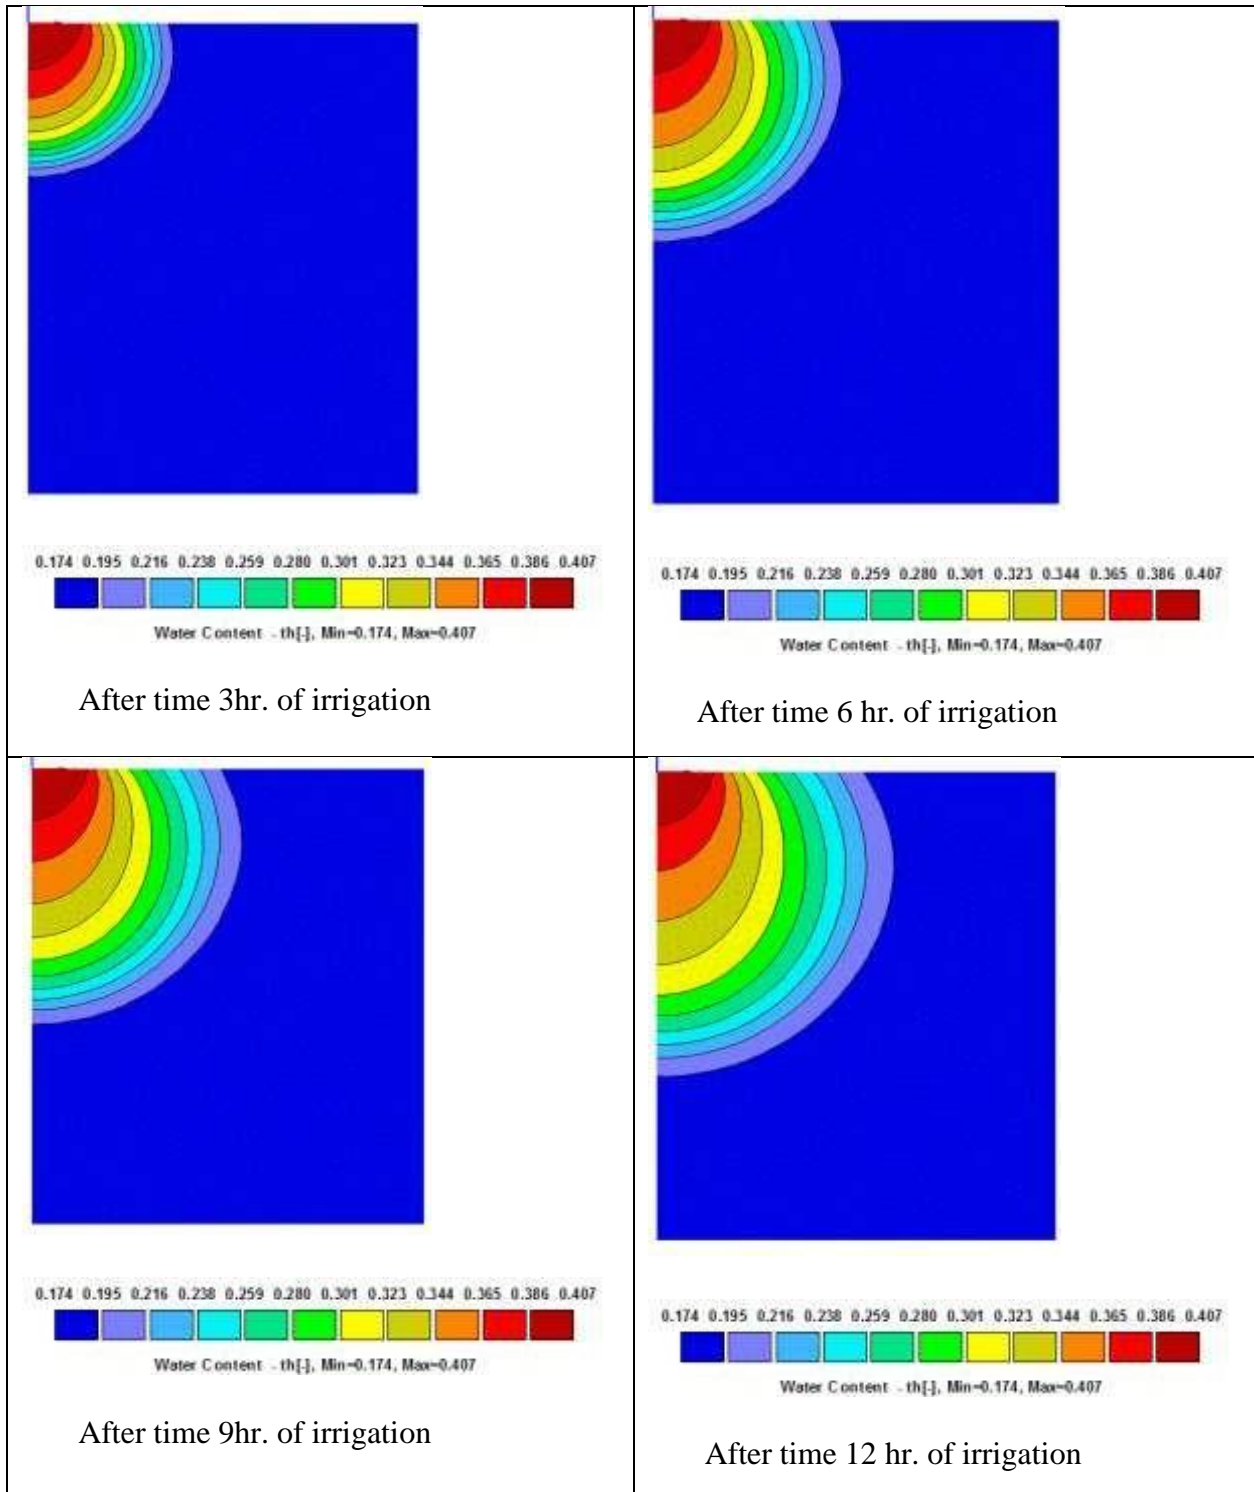 0.174 0.195 0.216 0.238 0.259 0.280 0.301 0.323 0.344 0.365 0.386 0.407
Water Content - th[-], Min=0.174, Max=0.407
After time 3hr. of irrigation
0.174 0.195 0.216 0.238 0.259 0.280 0.301 0.323 0.344 0.365 0.386 0.407
Water Content - th[-], Min=0.174, Max=0.407
After time 6 hr. of irrigation
0.174 0.195 0.216 0.238 0.259 0.280 0.301 0.323 0.344 0.365 0.386 0.407
Water Content - th[-], Min=0.174, Max=0.407
After time 9hr. of irrigation
0.174 0.195 0.216 0.238 0.259 0.280 0.301 0.323 0.344 0.365 0.386 0.407
Water Content - th[-], Min=0.174, Max=0.407
After time 12 hr. of irrigation